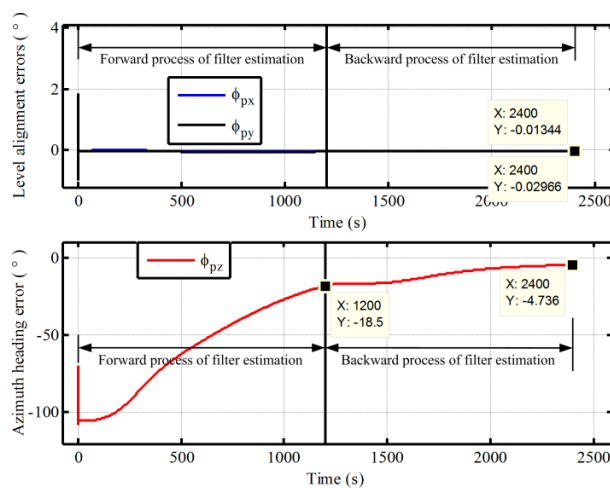 Level alignment errors (°)
4
2
0
Forward process of filter estimation
Backward process of filter estimation
ϕpx
ϕpy
X: 2400
Y: -0.01344
X: 2400
Y: -0.02966
0 500 1000 1500 2000 2500
Time (s)
Azimuth heading error (°)
0
-50
-100
ϕpz
X: 1200
Y: -18.5
X: 2400
Y: -4.736
Forward process of filter estimation
Backward process of filter estimation
0 500 1000 1500 2000 2500
Time (s)